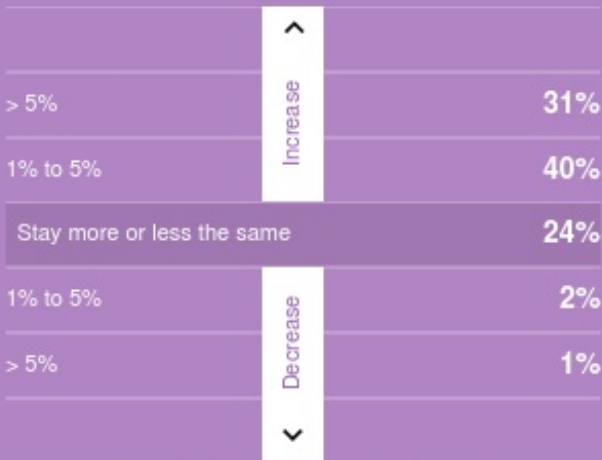 > 5% 31%
Increase
1% to 5% 40%
Stay more or less the same 24%
1% to 5% 2%
Decrease
> 5% 1%